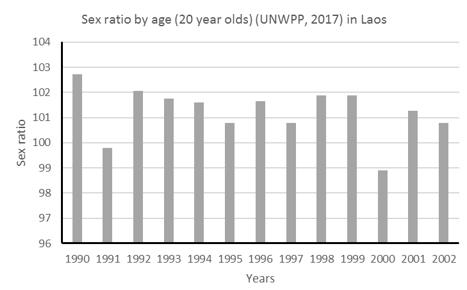 Sex ratio by age (20 year olds) (UNWPP, 2017) in Laos
104
103
102
101
100
99
98
97
96
Sex ratio
1990 1991 1992 1993 1994 1995 1996 1997 1998 1999 2000 2001 2002
Years